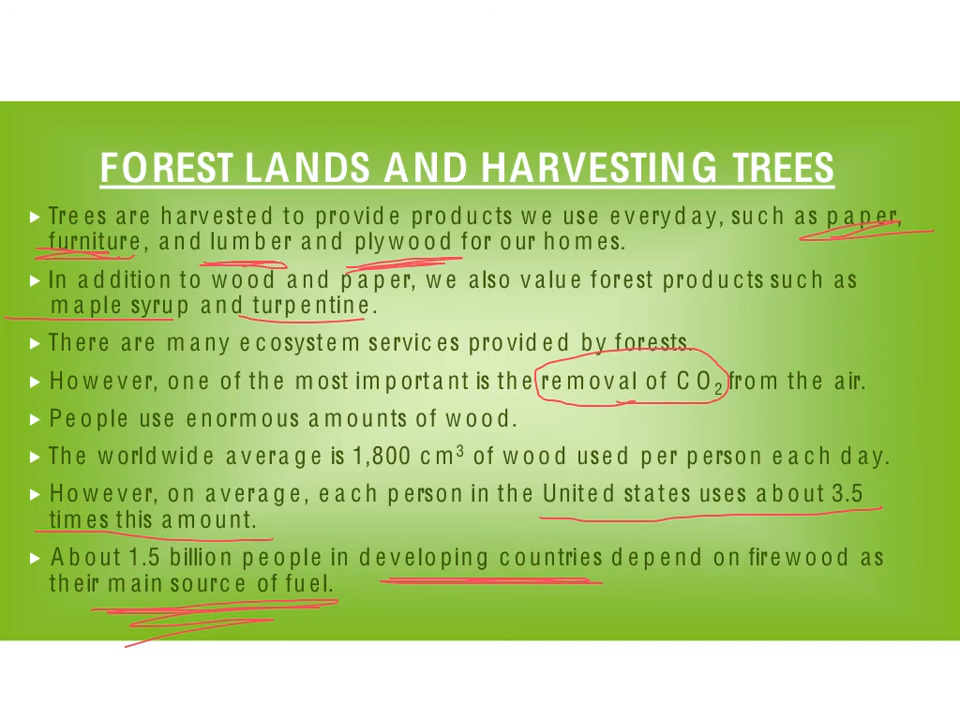 FOREST LANDS AND HARVESTING TREES
Trees are harvested to provide products we use everyday, such as paper,
furniture, and lumber and plywood for our homes.
In addition to wood and paper, we also value forest products such as
maple syrup and turpentine.
There are many ecosystem services provided by forests.
However, one of the most important is the removal of CO₂ from the air.
People use enormous amounts of wood.
The worldwide average is 1,800 cm³ of wood used per person each day.
However, on average, each person in the United states uses about 3.5
times this amount.
About 1.5 billion people in developing countries depend on firewood as
their main source of fuel.